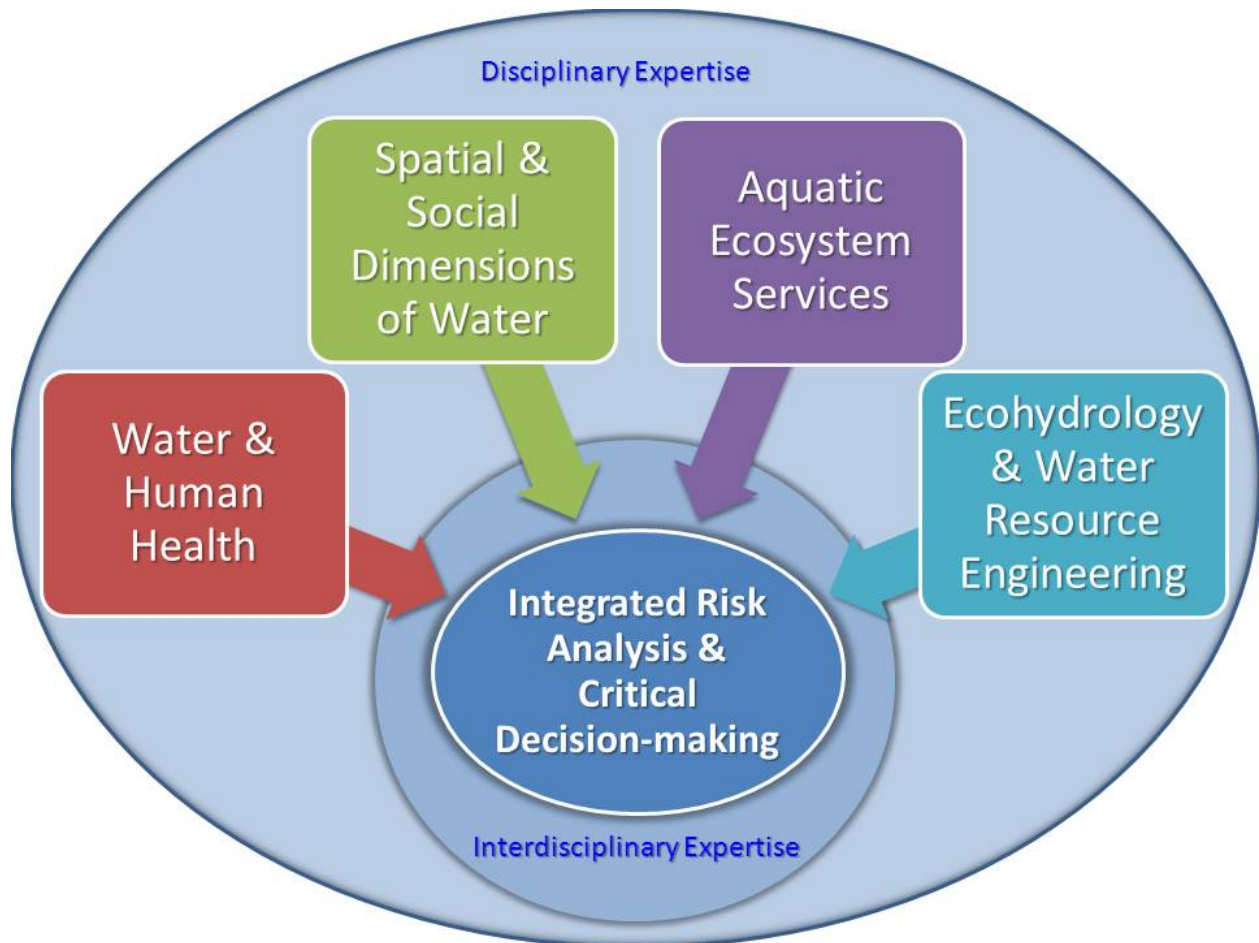 Disciplinary Expertise
Spatial &
Social
Dimensions
of Water
Aquatic
Ecosystem
Services
Water &
Human
Health
Ecohydrology
& Water
Resource
Engineering
Integrated Risk
Analysis &
Critical
Decision-making
Interdisciplinary Expertise